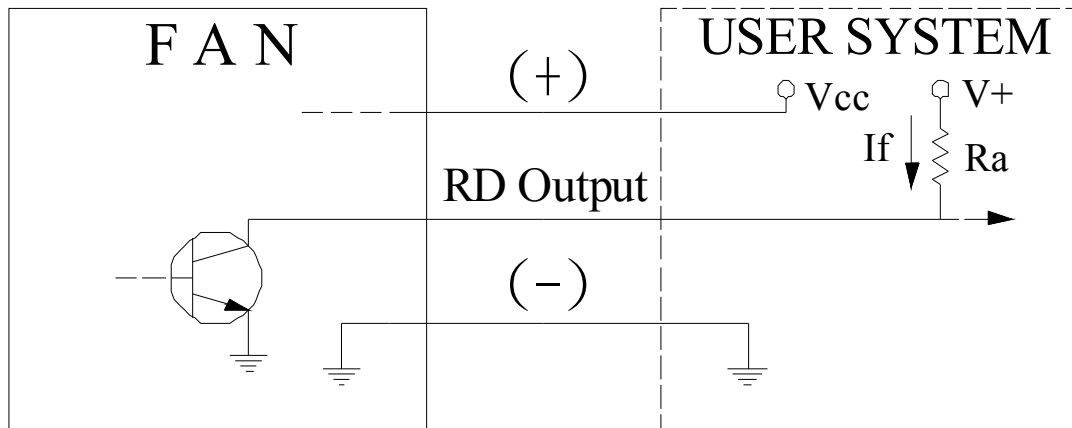 F A N
USER SYSTEM
(+)
Vcc
V+
If
Ra
RD Output
(-)